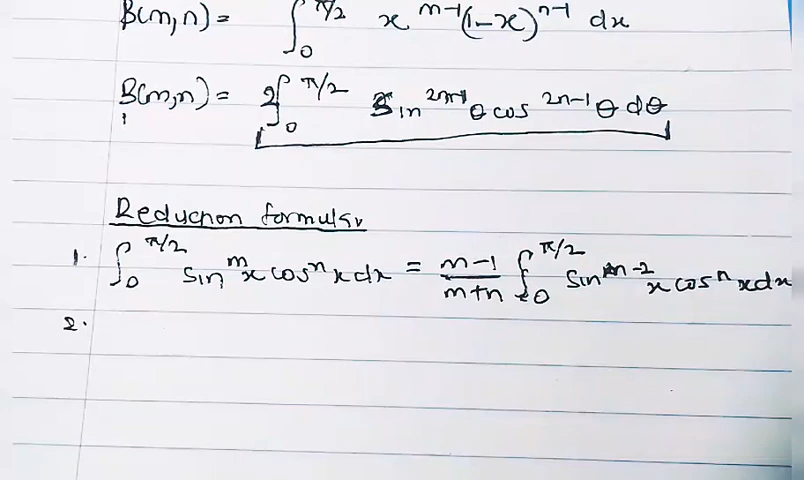 B(m,n) = ∫₀^π/2 x^m-1 (1-x)^n-1 dx
B(m,n) = 2∫₀^π/2 Sin^2m-1 θ cos^2n-1 θ dθ
Reduction formulas
1. ∫₀^π/2 sin^m x cos^n x dx = m-1/m+n ∫₀^π/2 Sin^m-2 x cos^n x dx
2.